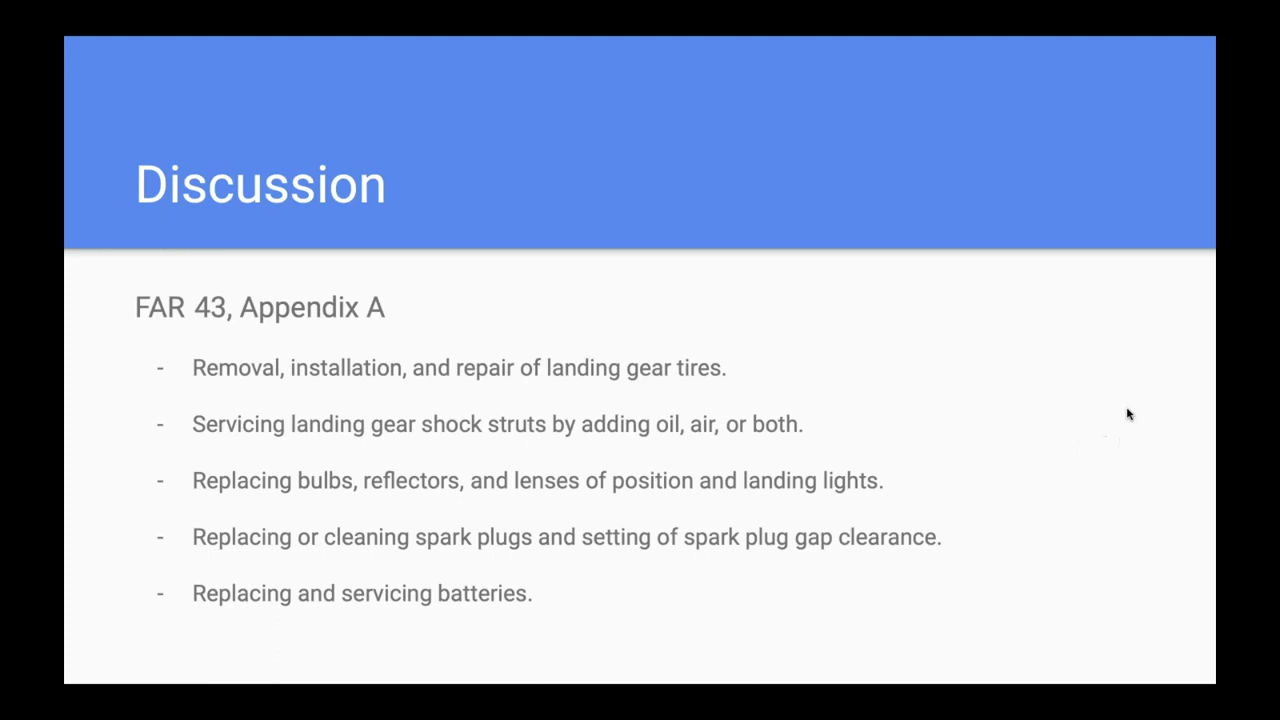 Discussion
FAR 43, Appendix A
- Removal, installation, and repair of landing gear tires.
- Servicing landing gear shock struts by adding oil, air, or both.
- Replacing bulbs, reflectors, and lenses of position and landing lights.
- Replacing or cleaning spark plugs and setting of spark plug gap clearance.
- Replacing and servicing batteries.